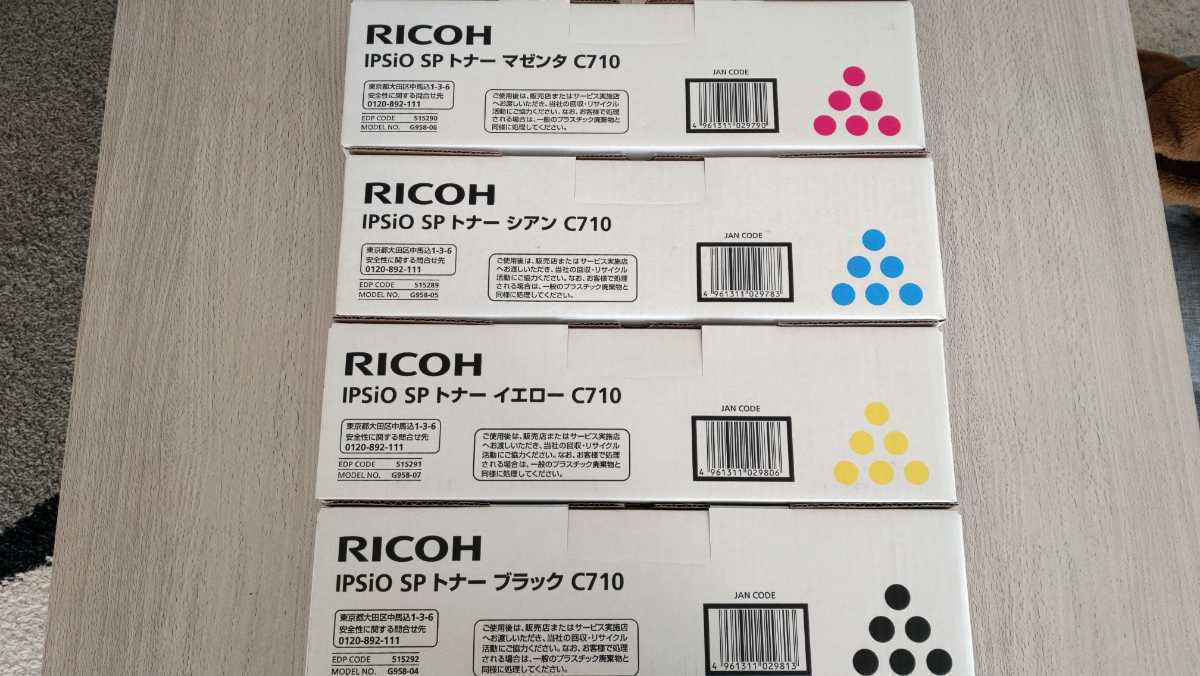 RICOH
IPSiO SP トナー マゼンタ C710
東京都大田区中馬込1-3-6
安全性に関する問合せ先
0120-892-111
EDP CODE 515290
MODEL NO. G958-06
ご使用後は、販売店またはサービス実施店
へお渡しいただき、当社の回収・リサイクル
活動にご協力ください。なお、お客様で処理
される場合は、一般のプラスチック廃棄物と
同様に処理してください。
JAN CODE
4 961311 029790
RICOH
IPSiO SP トナー シアン C710
東京都大田区中馬込1-3-6
安全性に関する問合せ先
0120-892-111
EDP CODE 515289
MODEL NO. G958-05
ご使用後は、販売店またはサービス実施店
へお渡しいただき、当社の回収・リサイクル
活動にご協力ください。なお、お客様で処理
される場合は、一般のプラスチック廃棄物と
同様に処理してください。
JAN CODE
4 961311 029783
RICOH
IPSiO SP トナー イエロー C710
東京都大田区中馬込1-3-6
安全性に関する問合せ先
0120-892-111
EDP CODE 515291
MODEL NO. G958-07
ご使用後は、販売店またはサービス実施店
へお渡しいただき、当社の回収・リサイクル
活動にご協力ください。なお、お客様で処理
される場合は、一般のプラスチック廃棄物と
同様に処理してください。
JAN CODE
4 961311 029806
RICOH
IPSiO SP トナー ブラック C710
東京都大田区中馬込1-3-6
安全性に関する問合せ先
0120-892-111
EDP CODE 515292
MODEL NO. G958-04
ご使用後は、販売店またはサービス実施店
へお渡しいただき、当社の回収・リサイクル
活動にご協力ください。なお、お客様で処理
される場合は、一般のプラスチック廃棄物と
同様に処理してください。
JAN CODE
4 961311 029813